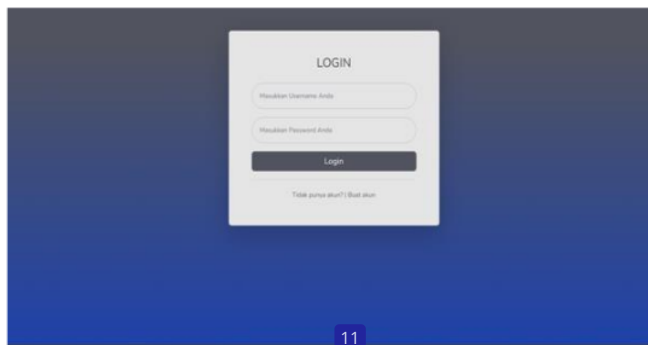 LOGIN
Masukkan Username Anda
Masukkan Password Anda
Login
Tidak punya akun? | Buat akun
11